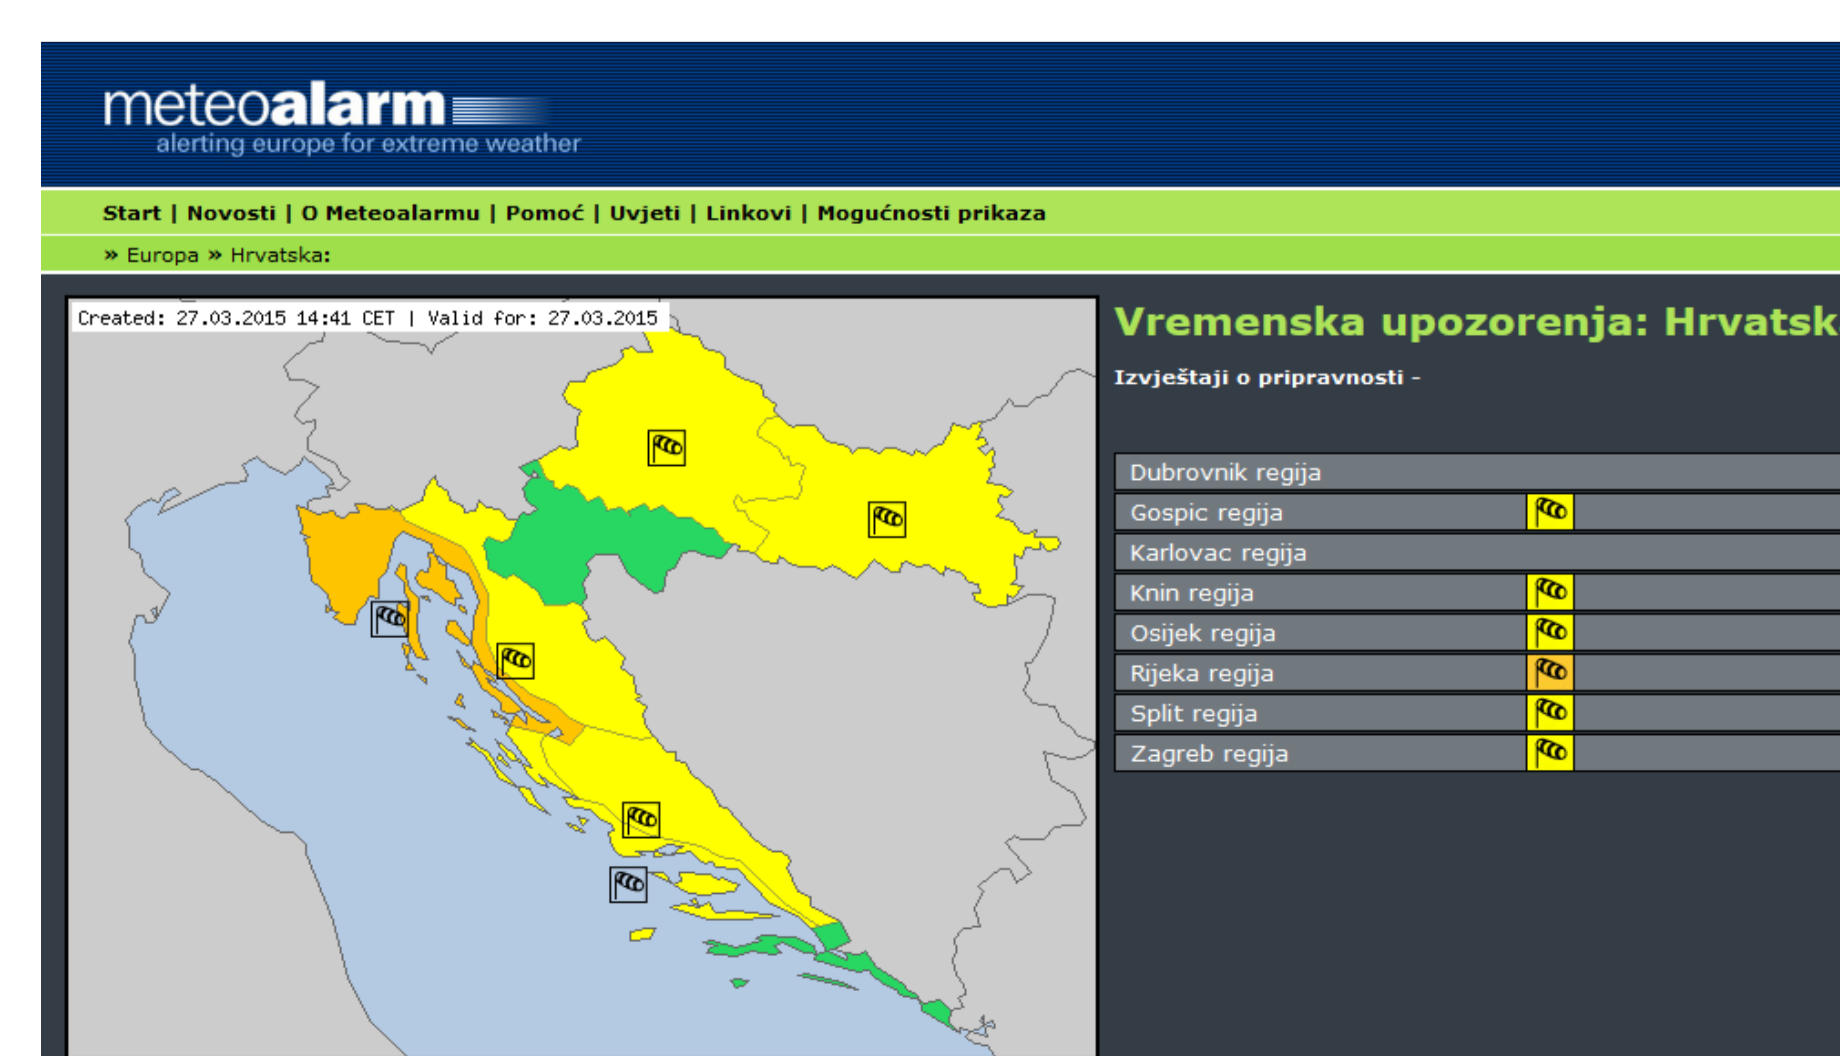 meteoalarm
alerting europe for extreme weather
Start | Novosti | O Meteoalarmu | Pomoć | Uvjeti | Linkovi | Mogućnosti prikaza
» Europa » Hrvatska:
Created: 27.03.2015 14:41 CET | Valid for: 27.03.2015
Vremenska upozorenja: Hrvatsk
Izvještaji o pripravnosti -
Dubrovnik regija
Gospic regija
Karlovac regija
Knin regija
Osijek regija
Rijeka regija
Split regija
Zagreb regija